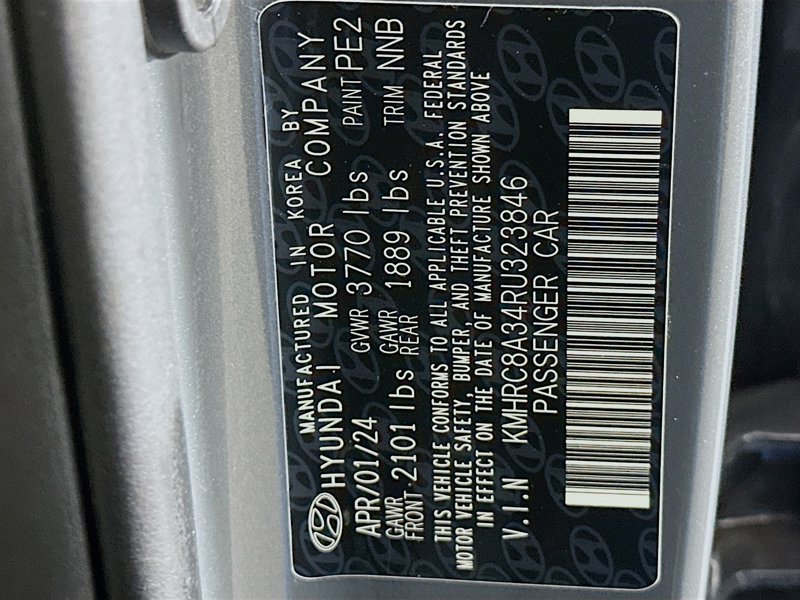 MANUFACTURED IN KOREA BY
HYUNDAI MOTOR COMPANY
APR/01/24 GVWR 3770 lbs PAINT PE2
GAWR FRONT 2101 lbs GAWR REAR 1889 lbs TRIM NNB
THIS VEHICLE CONFORMS TO ALL APPLICABLE U.S.A. FEDERAL
MOTOR VEHICLE SAFETY, BUMPER, AND THEFT PREVENTION STANDARDS
IN EFFECT ON THE DATE OF MANUFACTURE SHOWN ABOVE
V.I.N KMHRC8A34RU323846
PASSENGER CAR